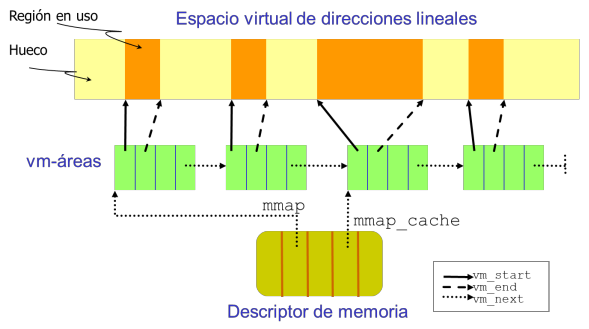 Región en uso
Espacio virtual de direcciones lineales
Hueco
vm-áreas
mmap
mmap_cache
vm_start
vm_end
vm_next
Descriptor de memoria